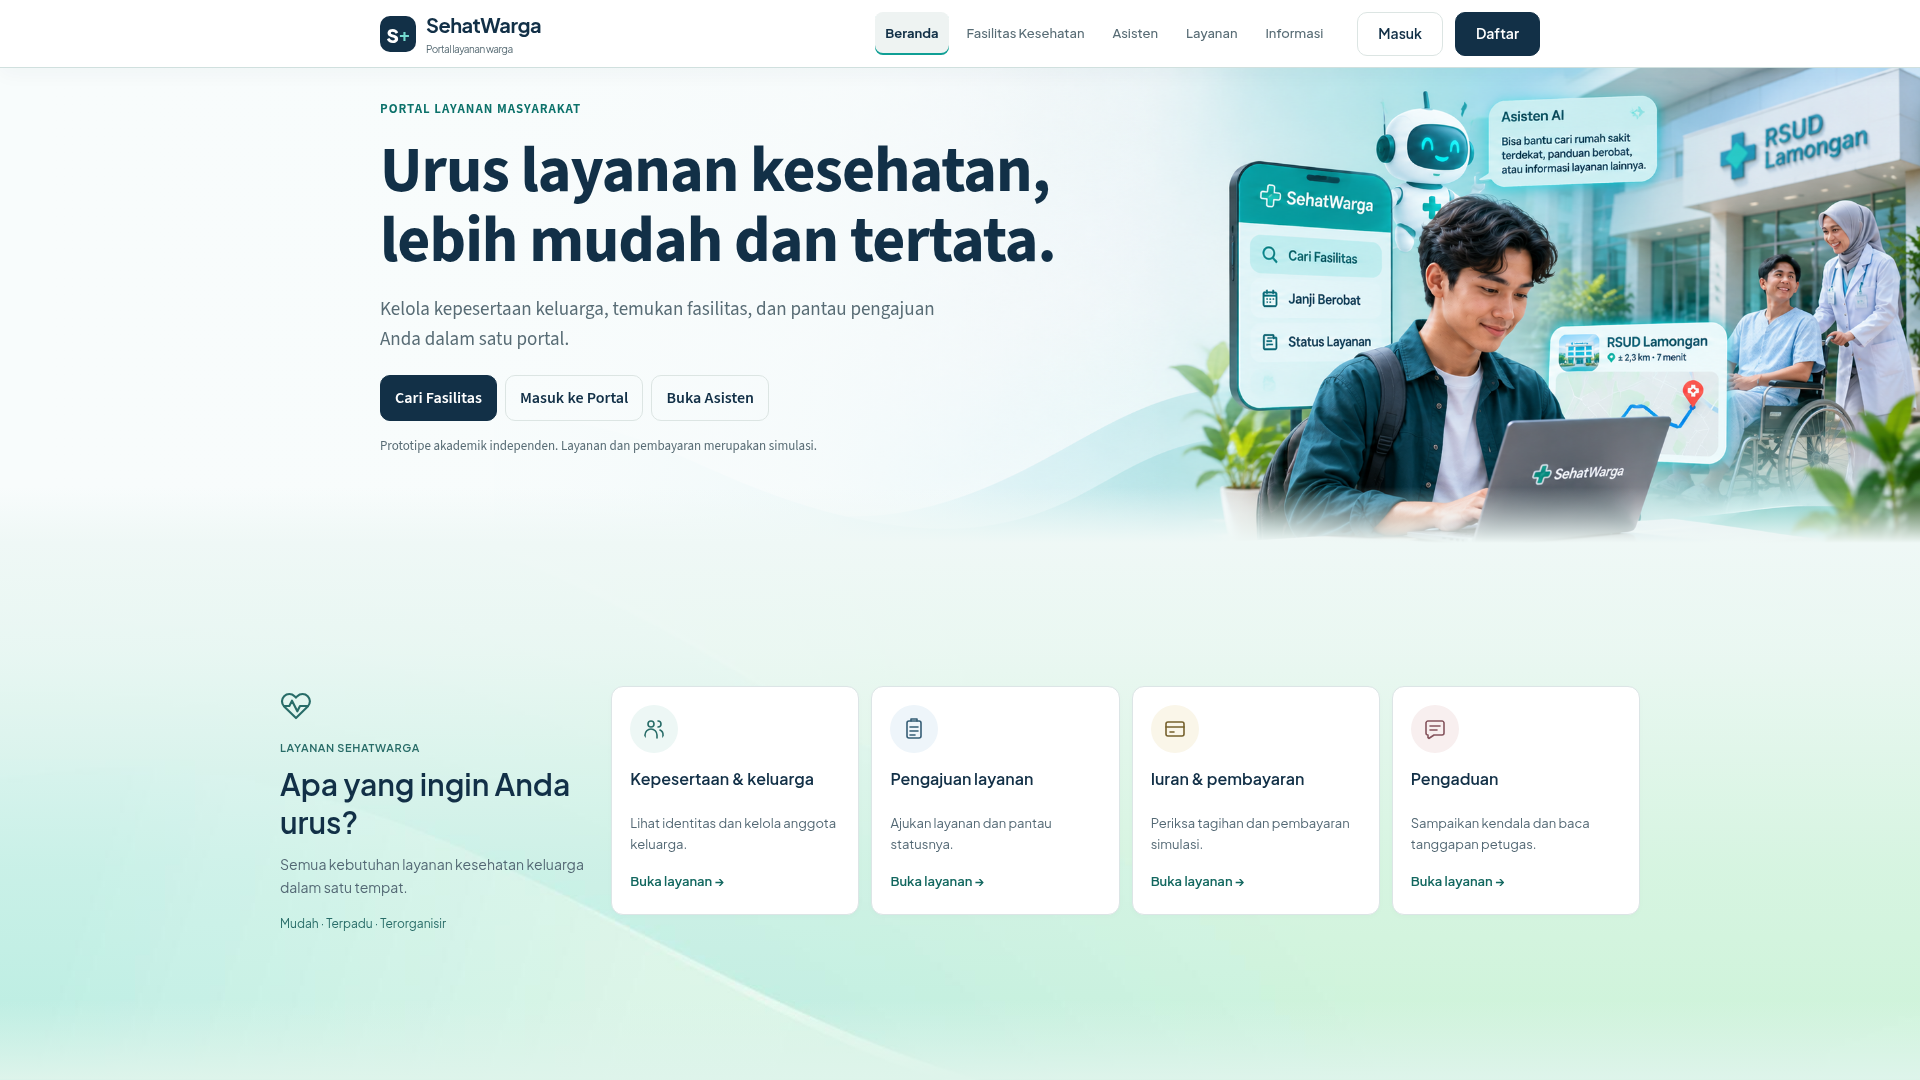 S+
SehatWarga
Portal layanan warga
Beranda
Fasilitas Kesehatan
Asisten
Layanan
Informasi
Masuk
Daftar
PORTAL LAYANAN MASYARAKAT
Urus layanan kesehatan,
lebih mudah dan tertata.
Kelola kepesertaan keluarga, temukan fasilitas, dan pantau pengajuan
Anda dalam satu portal.
Cari Fasilitas
Masuk ke Portal
Buka Asisten
Prototipe akademik independen. Layanan dan pembayaran merupakan simulasi.
SehatWarga
Cari Fasilitas
Janji Berobat
Status Layanan
Asisten AI
Bisa bantu cari rumah sakit
terdekat, panduan berobat,
atau informasi layanan lainnya.
RSUD
Lamongan
RSUD Lamongan
± 2,3 km • 7 menit
SehatWarga
LAYANAN SEHATWARGA
Apa yang ingin Anda
urus?
Semua kebutuhan layanan kesehatan keluarga
dalam satu tempat.
Mudah · Terpadu · Terorganisir
Kepesertaan & keluarga
Lihat identitas dan kelola anggota
keluarga.
Buka layanan →
Pengajuan layanan
Ajukan layanan dan pantau
statusnya.
Buka layanan →
Iuran & pembayaran
Periksa tagihan dan pembayaran
simulasi.
Buka layanan →
Pengaduan
Sampaikan kendala dan baca
tanggapan petugas.
Buka layanan →